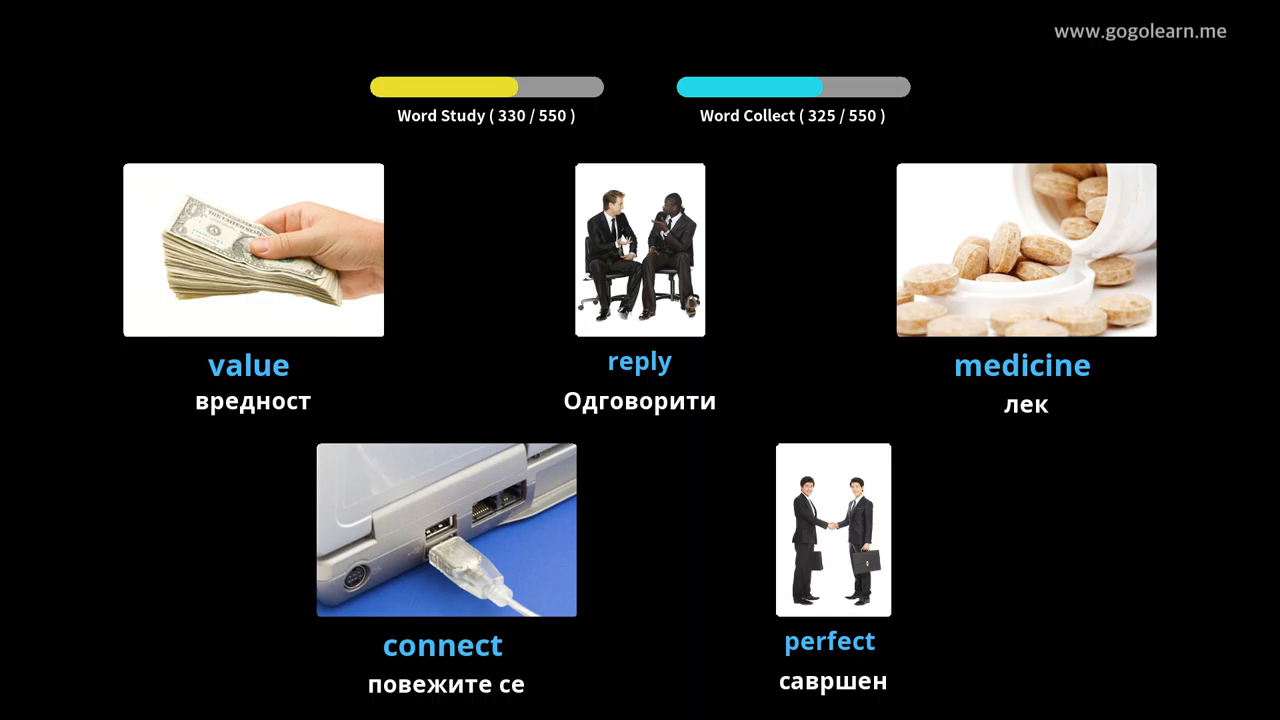 www.gogolearn.me
Word Study ( 330 / 550 )
Word Collect ( 325 / 550 )
value
вредност
reply
Одговорити
medicine
лек
connect
повежите се
perfect
савршен